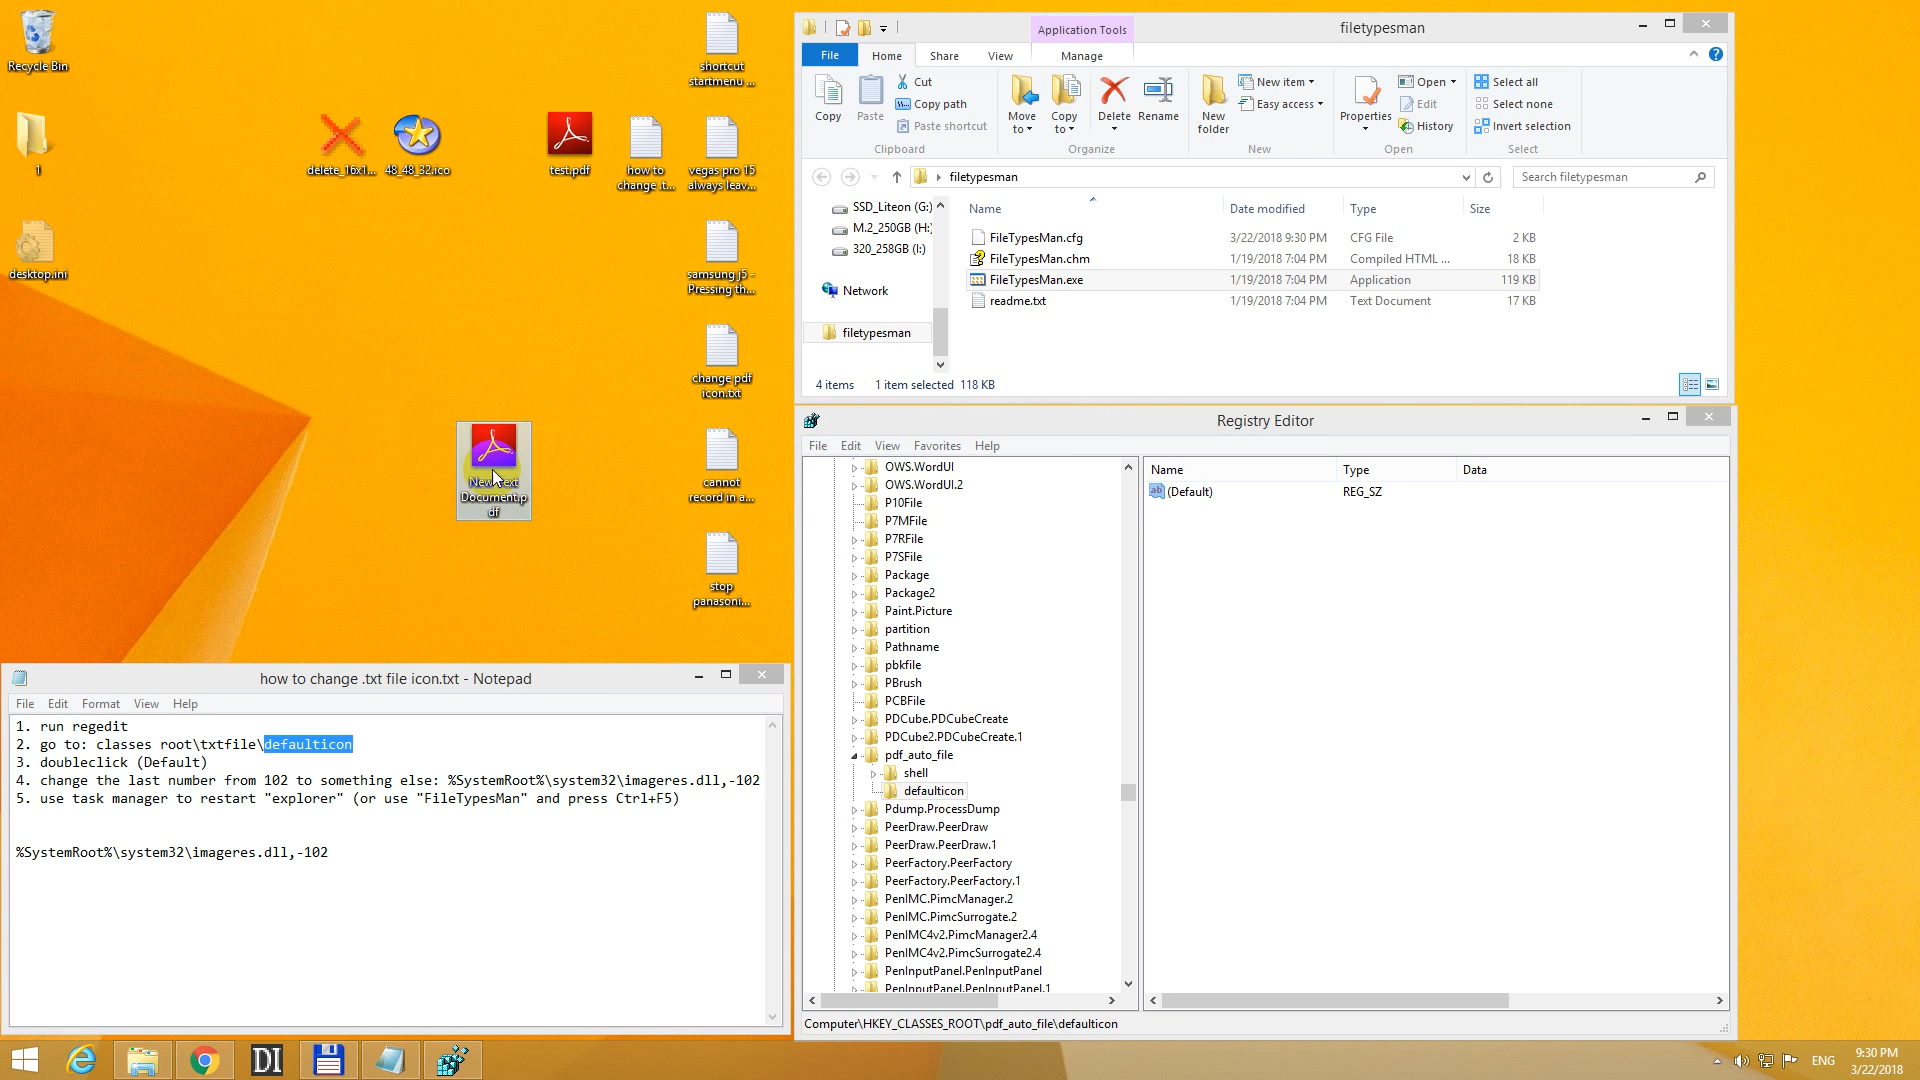 Recycle Bin
1
desktop.ini
delete_16x1...
48_48_32.ico
test.pdf
how to
change .t...
shortcut
startmenu ...
vegas pro 15
always leav...
samsung j5 -
Pressing th...
change pdf
icon.txt
cannot
record in a...
stop
panasoni...
New Text
Document.p
df
Application Tools
filetypesman
File
Home
Share
View
Manage
Copy
Paste
Cut
Copy path
Paste shortcut
Clipboard
Move
to
Copy
to
Delete
Rename
Organize
New
folder
New item
Easy access
New
Properties
Open
Edit
History
Open
Select all
Select none
Invert selection
Select
filetypesman
Search filetypesman
SSD_Liteon (G:)
M.2_250GB (H:)
320_258GB (I:)
Network
filetypesman
Name Date modified Type Size
FileTypesMan.cfg 3/22/2018 9:30 PM CFG File 2 KB
FileTypesMan.chm 1/19/2018 7:04 PM Compiled HTML ... 18 KB
FileTypesMan.exe 1/19/2018 7:04 PM Application 119 KB
readme.txt 1/19/2018 7:04 PM Text Document 17 KB
4 items 1 item selected 118 KB
Registry Editor
File Edit View Favorites Help
OWS.WordUI
OWS.WordUI.2
P10File
P7MFile
P7RFile
P7SFile
Package
Package2
Paint.Picture
partition
Pathname
pbkfile
PBrush
PCBFile
PDCube.PDCubeCreate
PDCube2.PDCubeCreate.1
pdf_auto_file
shell
defaulticon
Pdump.ProcessDump
PeerDraw.PeerDraw
PeerDraw.PeerDraw.1
PeerFactory.PeerFactory
PeerFactory.PeerFactory.1
PenIMC.PimcManager.2
PenIMC.PimcSurrogate.2
PenIMC4v2.PimcManager2.4
PenIMC4v2.PimcSurrogate2.4
PenInputPanel.PenInputPanel
PenInputPanel.PenInputPanel.1
Name Type Data
ab (Default) REG_SZ
Computer\HKEY_CLASSES_ROOT\pdf_auto_file\defaulticon
how to change .txt file icon.txt - Notepad
File Edit Format View Help
1. run regedit
2. go to: classes root\txtfile\defaulticon
3. doubleclick (Default)
4. change the last number from 102 to something else: %SystemRoot%\system32\imageres.dll,-102
5. use task manager to restart "explorer" (or use "FileTypesMan" and press Ctrl+F5)
%SystemRoot%\system32\imageres.dll,-102
DI
ENG
9:30 PM
3/22/2018